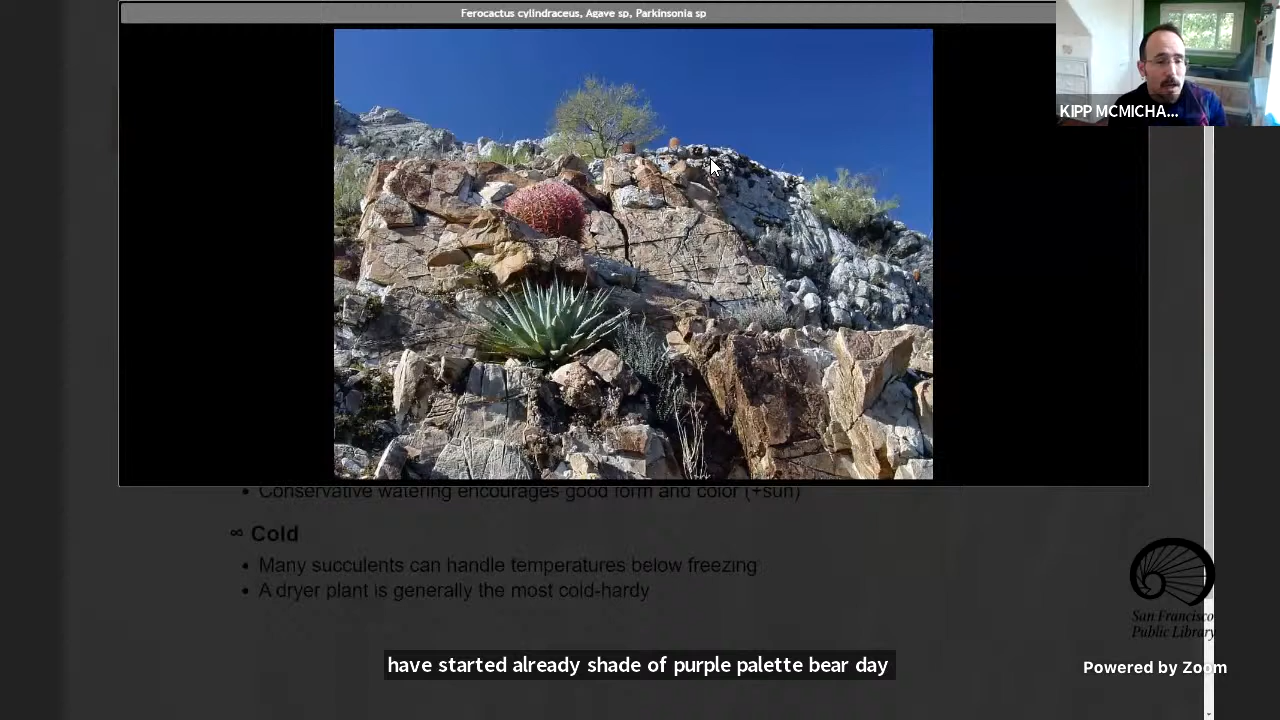 Ferocactus cylindraceus, Agave sp, Parkinsonia sp
KIPP MCMICHA...
• Conservative watering encourages good form and color (+sun)
∞ Cold
• Many succulents can handle temperatures below freezing
• A dryer plant is generally the most cold-hardy
San Francisco
Public Library
have started already shade of purple palette bear day
Powered by Zoom